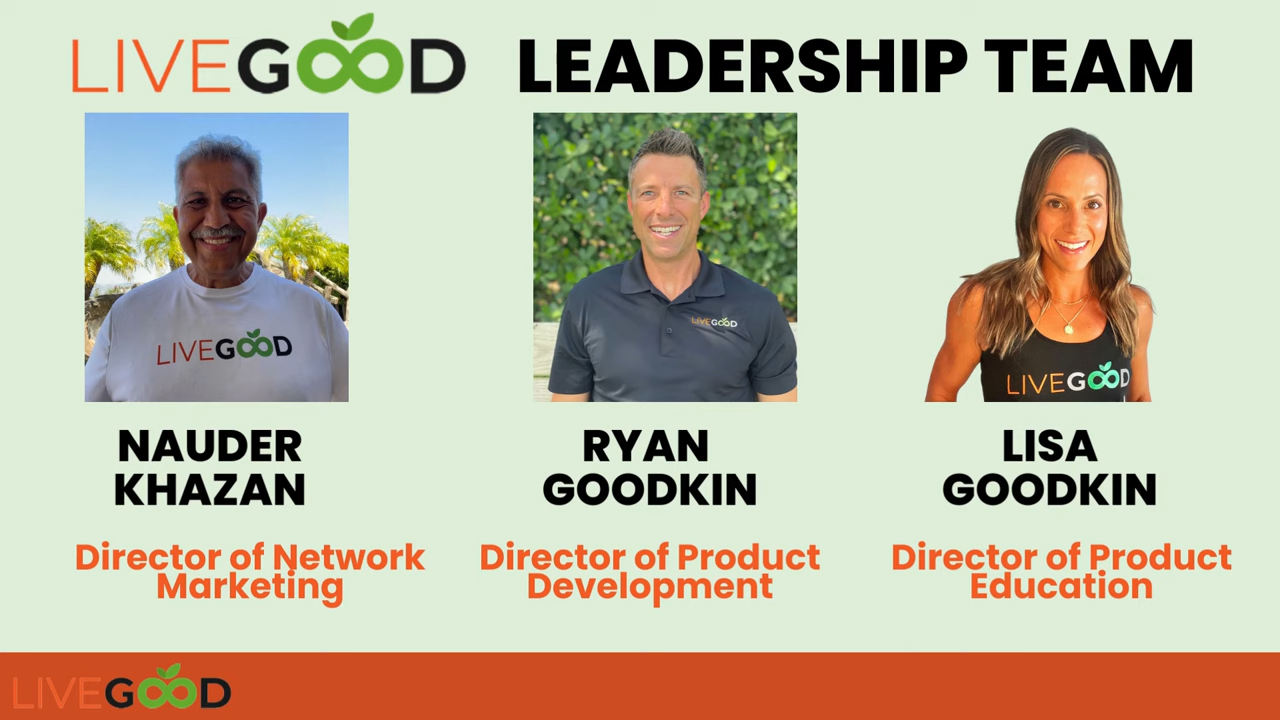 LIVEGOOD LEADERSHIP TEAM
LIVEGOOD
LIVEGOOD
LIVEGOOD
NAUDER
KHAZAN
RYAN
GOODKIN
LISA
GOODKIN
Director of Network
Marketing
Director of Product
Development
Director of Product
Education
LIVEGOOD